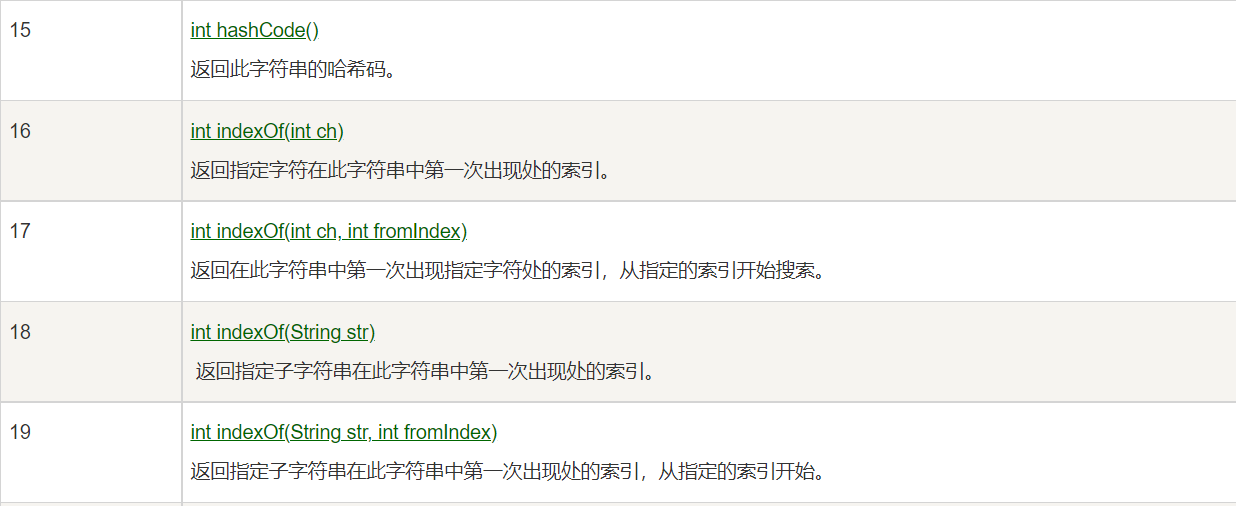 15
int hashCode()
返回此字符串的哈希码。
16
int indexOf(int ch)
返回指定字符在此字符串中第一次出现处的索引。
17
int indexOf(int ch, int fromIndex)
返回在此字符串中第一次出现指定字符处的索引，从指定的索引开始搜索。
18
int indexOf(String str)
返回指定子字符串在此字符串中第一次出现处的索引。
19
int indexOf(String str, int fromIndex)
返回指定子字符串在此字符串中第一次出现处的索引，从指定的索引开始。